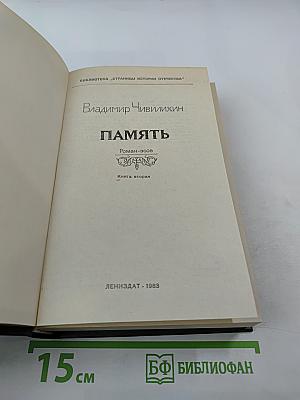 БИБЛИОТЕКА „СТРАНИЦЫ ИСТОРИИ ОТЕЧЕСТВА"
Владимир Чивилихин
ПАМЯТЬ
Роман-эссе
Книга вторая
ЛЕНИЗДАТ · 1983
15 см
БФ БИБЛИОФАН